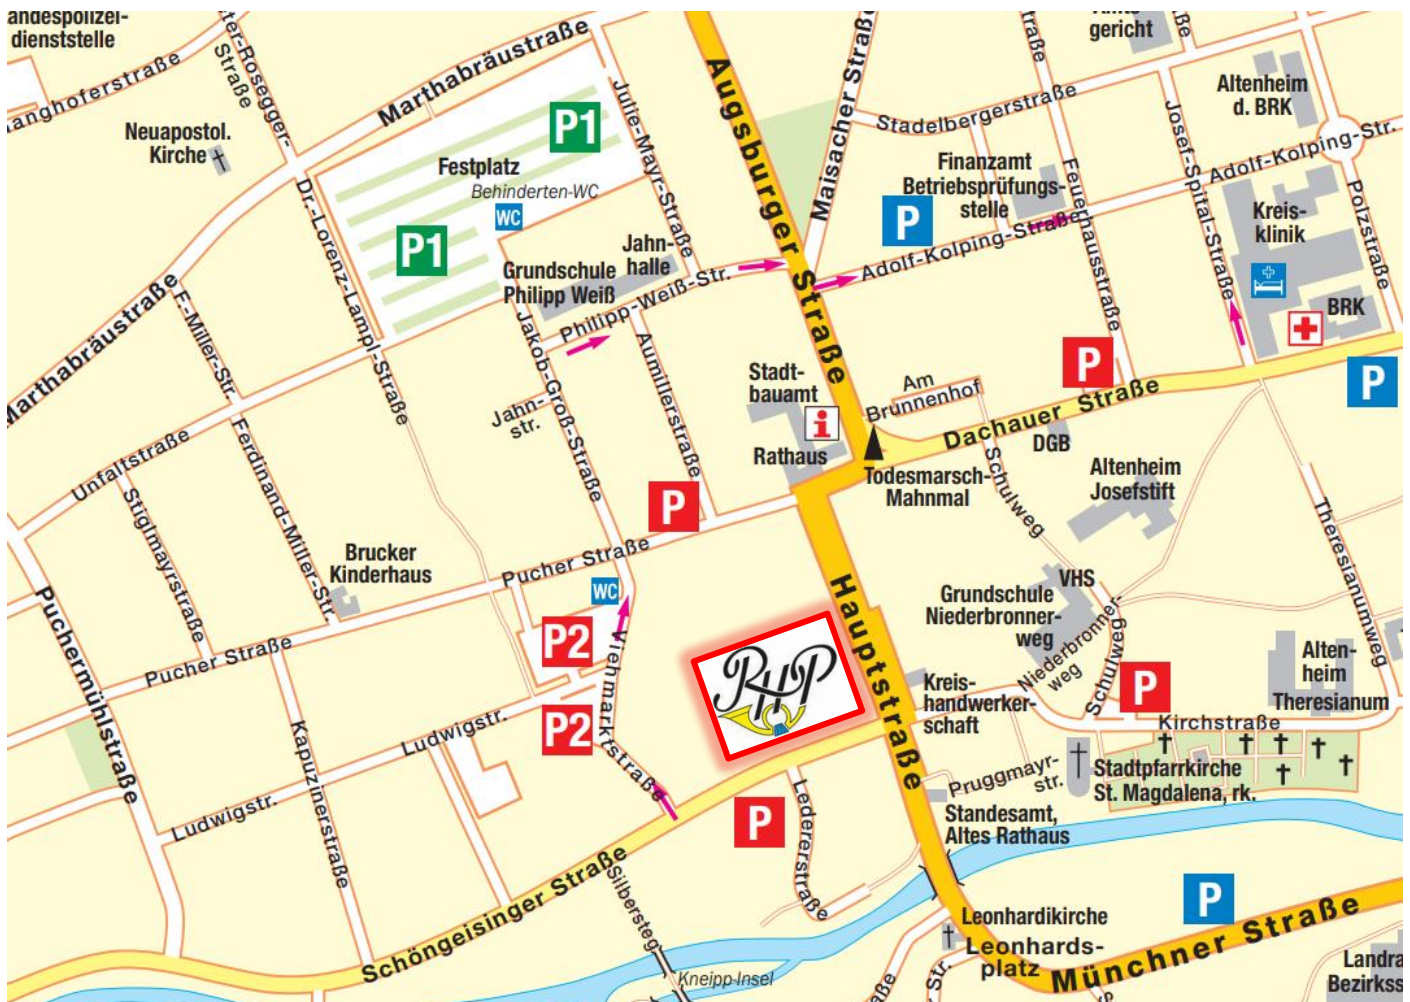 andespolizei-
dienststelle
anghoferstraße
Neuapostol.
Kirche
Straße
Marthabräustraße
P1
Festplatz
Behinderten-WC
WC
P1
Julie-Mayr-Straße
Augsburger Straße
Maisacher Straße
gericht
Stadelbergerstraße
Altenheim
d. BRK
Adolf-Kolping-Str.
Josef-Spital-Straße
Finanzamt
Betriebsprüfungs-
stelle
P
Feuerhausstraße
Adolf-Kolping-Straße
Kreis-
klinik
Polzstraße
BRK
Jahn-
halle
Grundschule
Philipp Weiß
Philipp-Weiß-Str.
Dr.-Lorenz-Lampl-Straße
Marthabräustraße
F.-Miller-Str.
Jakob-Groß-Straße
Jahn-
str.
Aumillerstraße
Stadt-
bauamt
i
Rathaus
Am
Brunnenhof
P
Dachauer Straße
P
DGB
Todesmarsch-
Mahnmal
Schulweg
Altenheim
Josefstift
Theresianumweg
Unfaltstraße
Stiglmayrstraße
Ferdinand-Miller-Str.
Brucker
Kinderhaus
P
Pucher Straße
WC
Puchermühlstraße
Pucher Straße
P2
Viehmarktstraße
P2
Ludwigstr.
Kapuzinerstraße
Ludwigstr.
RHP
Hauptstraße
VHS
Grundschule
Niederbronner-
weg
Niederbronner-
weg
Schulweg
P
Kreis-
handwerker-
schaft
Alten-
heim
Theresianum
Kirchstraße
Pruggmayr-
str.
Stadtpfarrkirche
St. Magdalena, rk.
Standesamt,
Altes Rathaus
P
Ledererstraße
Schöngeisinger Straße
Silbersteg
Kneipp-Insel
Leonhardikirche
Leonhards-
platz
P
Münchner Straße
Landra
Bezirkss